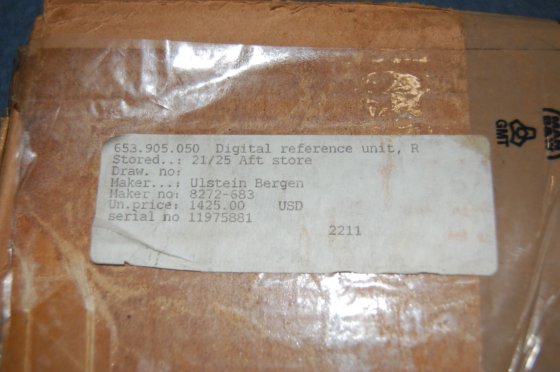 653.905.050 Digital reference unit, R
Stored..: 21/25 Aft store
Draw. no:
Maker...: Ulstein Bergen
Maker no: 8272-683
Un.price: 1425.00 USD
serial no 11975881
2211
GMT